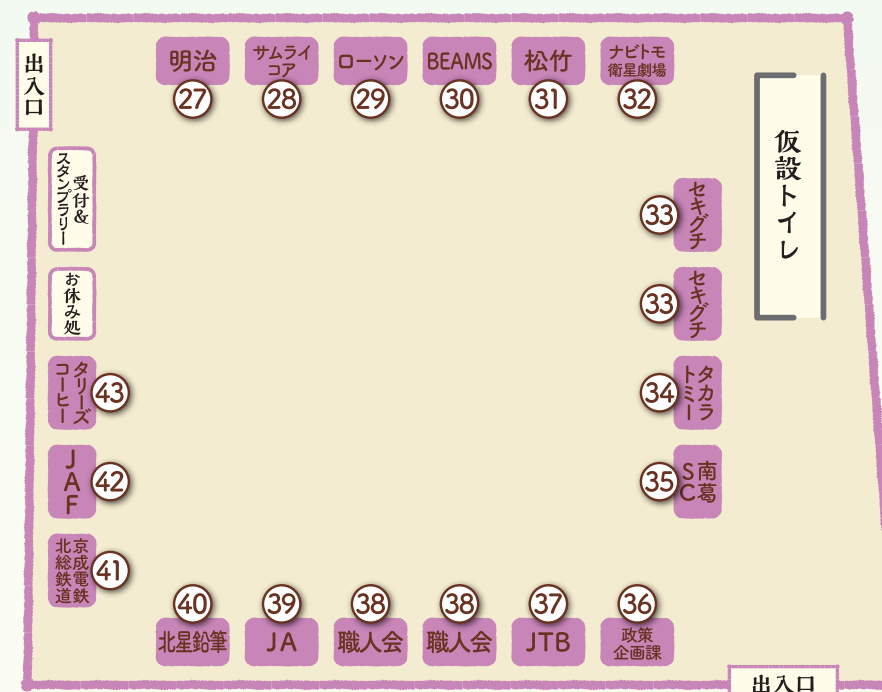 出入口
明治
27
サムライ
コア
28
ローソン
29
BEAMS
30
松竹
31
ナビトモ
衛星劇場
32
仮設トイレ
受付&
スタンプラリー
お休み処
タリーズ
コーヒー
43
JAF
42
京成電鉄
北総鉄道
41
33
セキグチ
33
セキグチ
34
タカラ
トミー
35
南葛
SC
40
北星鉛筆
39
JA
38
職人会
38
職人会
37
JTB
36
政策
企画課
出入口